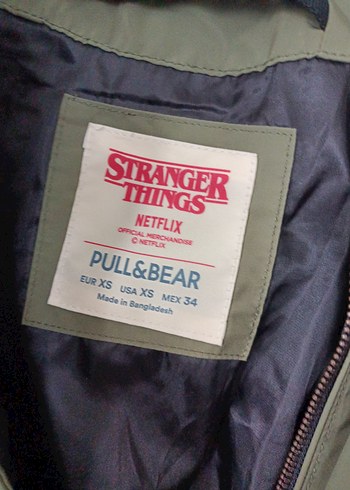 STRANGER
THINGS
NETFLIX
OFFICIAL MERCHANDISE
© NETFLIX
PULL&BEAR
EUR XS USA XS MEX 34
Made in Bangladesh